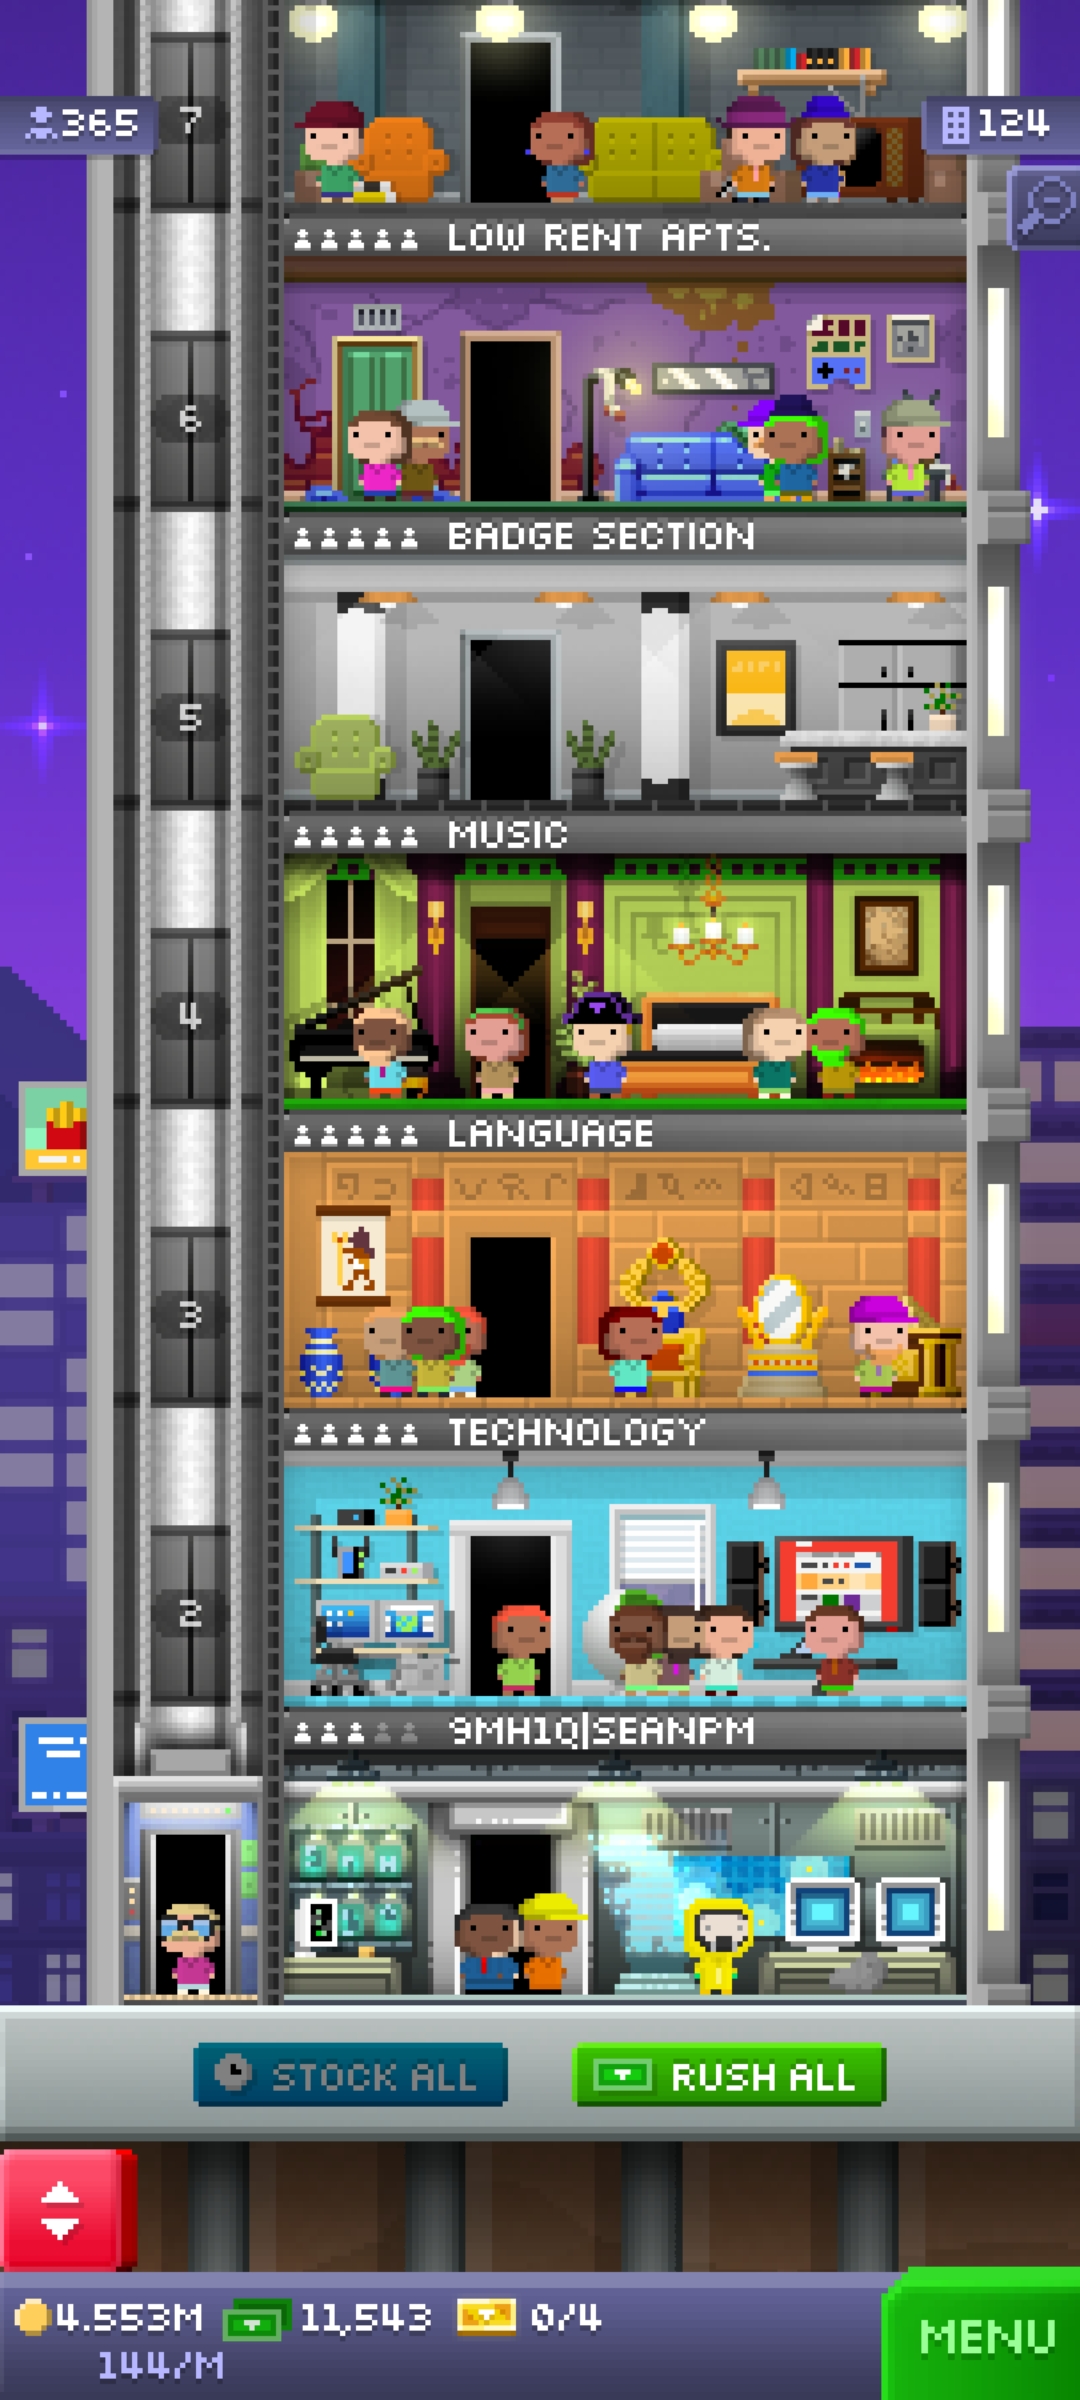 7
365
124
LOW RENT APTS.
6
BADGE SECTION
5
MUSIC
4
LANGUAGE
3
TECHNOLOGY
2
9MH1Q|SEANPM
STOCK ALL
RUSH ALL
4.553M
11,543
0/4
144/M
MENU